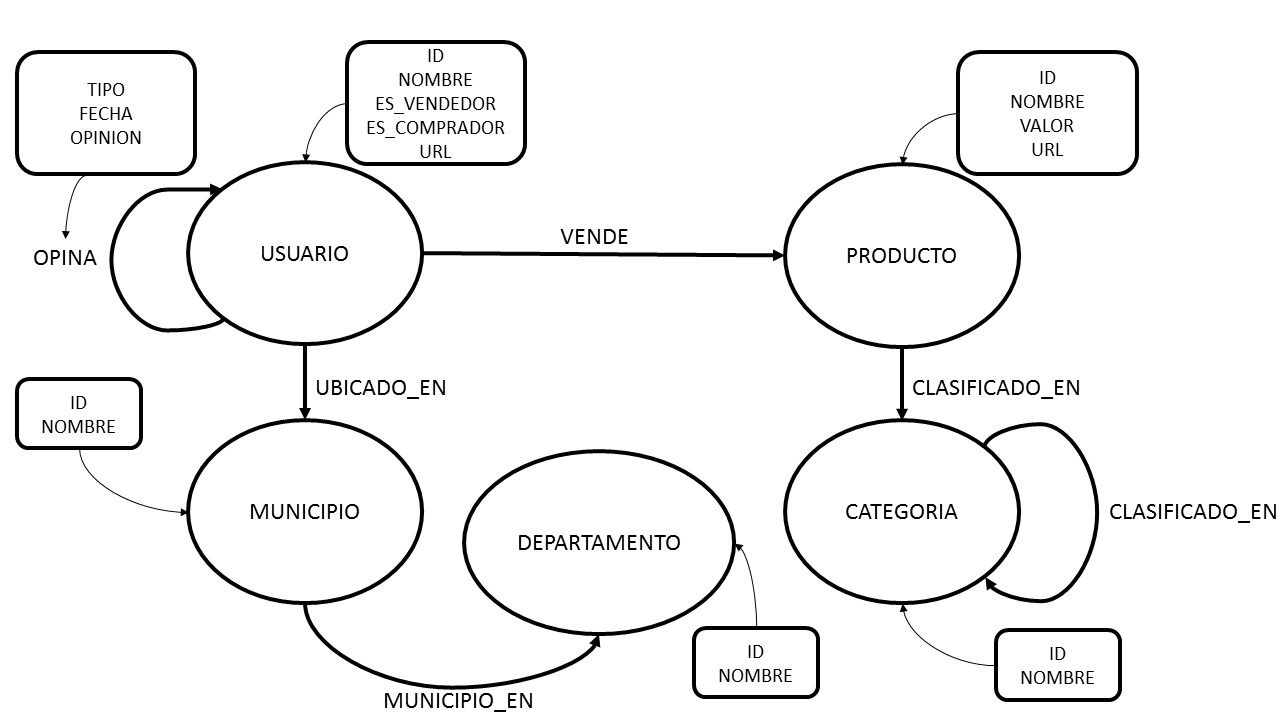 TIPO
FECHA
OPINION
ID
NOMBRE
ES_VENDEDOR
ES_COMPRADOR
URL
ID
NOMBRE
VALOR
URL
OPINA
USUARIO
VENDE
PRODUCTO
UBICADO_EN
CLASIFICADO_EN
ID
NOMBRE
MUNICIPIO
DEPARTAMENTO
CATEGORIA
CLASIFICADO_EN
MUNICIPIO_EN
ID
NOMBRE
ID
NOMBRE